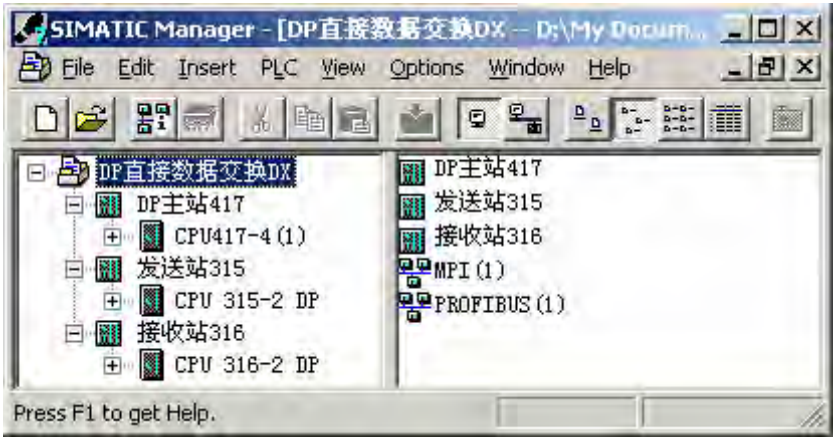 SIMATIC Manager - [DP直接数据交换DX -- D:\My Docum...
File Edit Insert PLC View Options Window Help
DP直接数据交换DX
DP主站417
CPU417-4(1)
发送站315
CPU 315-2 DP
接收站316
CPU 316-2 DP
DP主站417
发送站315
接收站316
MPI(1)
PROFIBUS(1)
Press F1 to get Help.